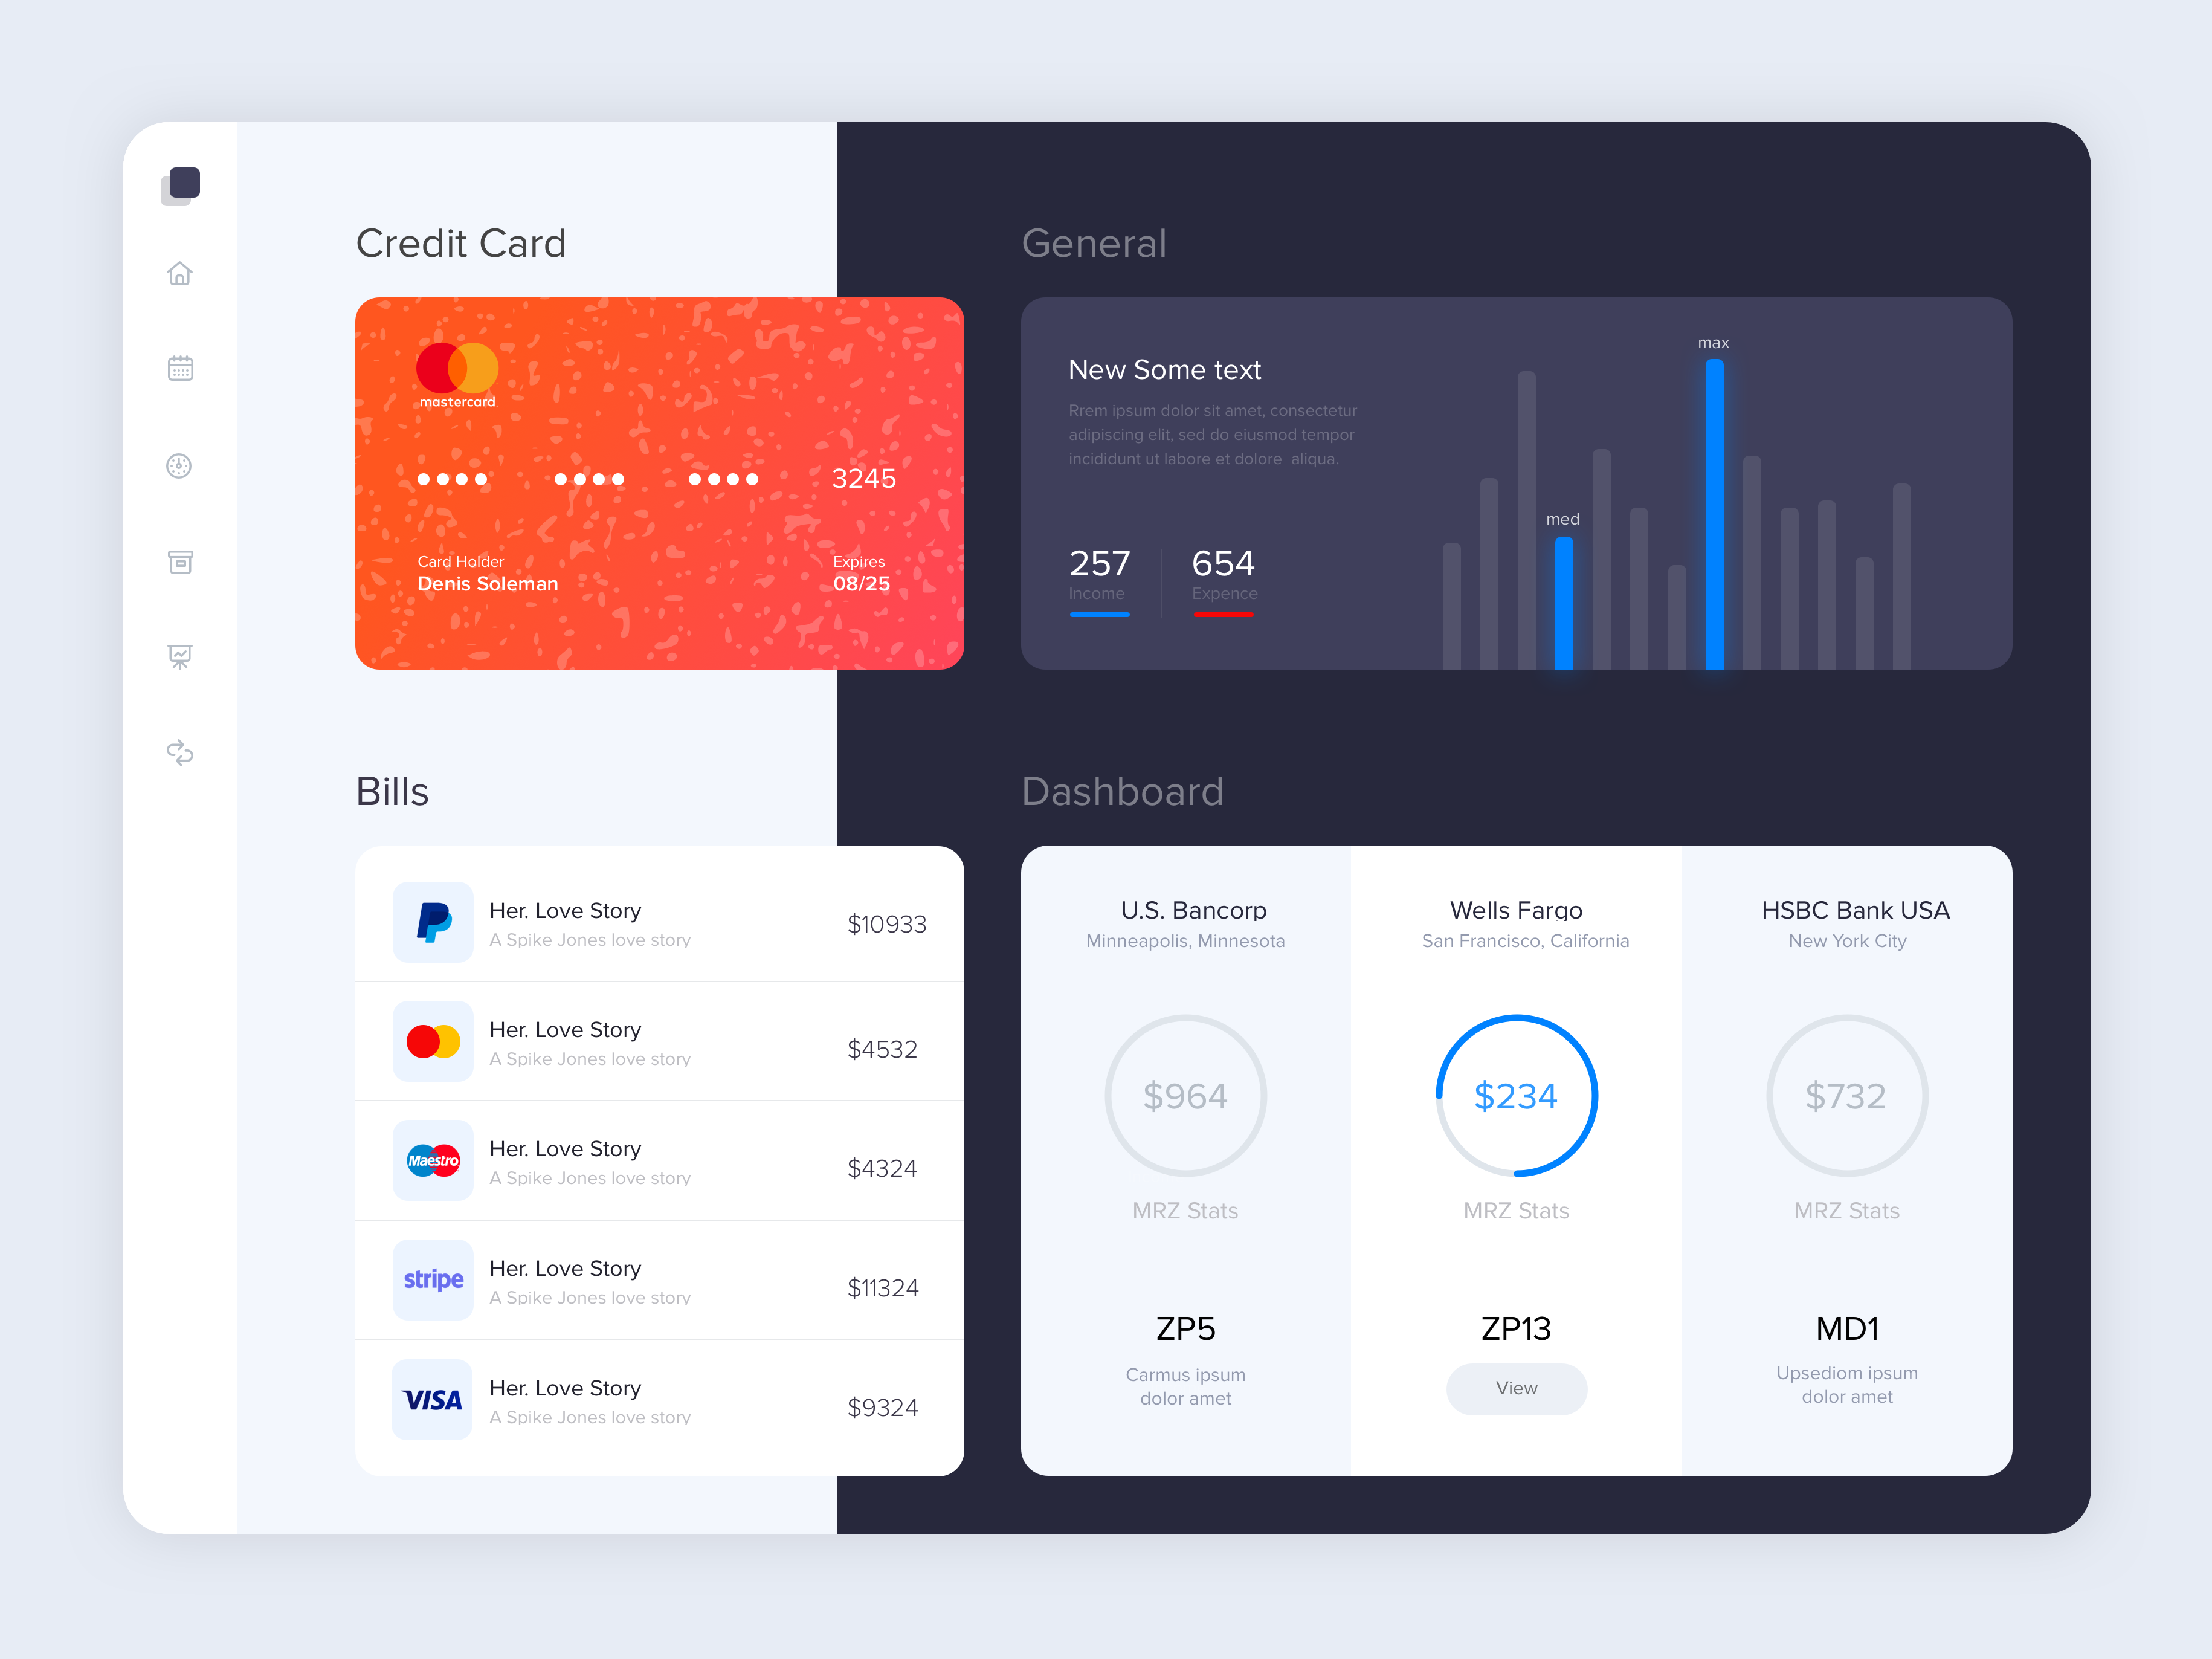 Credit Card
mastercard
3245
Card Holder
Denis Soleman
Expires
08/25
General
New Some text
Rrem ipsum dolor sit amet, consectetur
adipiscing elit, sed do eiusmod tempor
incididunt ut labore et dolore aliqua.
257
Income
654
Expence
med
max
Bills
Her. Love Story
A Spike Jones love story
$10933
Her. Love Story
A Spike Jones love story
$4532
Maestro
Her. Love Story
A Spike Jones love story
$4324
stripe
Her. Love Story
A Spike Jones love story
$11324
VISA
Her. Love Story
A Spike Jones love story
$9324
Dashboard
U.S. Bancorp
Minneapolis, Minnesota
$964
MRZ Stats
ZP5
Carmus ipsum
dolor amet
Wells Fargo
San Francisco, California
$234
MRZ Stats
ZP13
View
HSBC Bank USA
New York City
$732
MRZ Stats
MD1
Upsediom ipsum
dolor amet